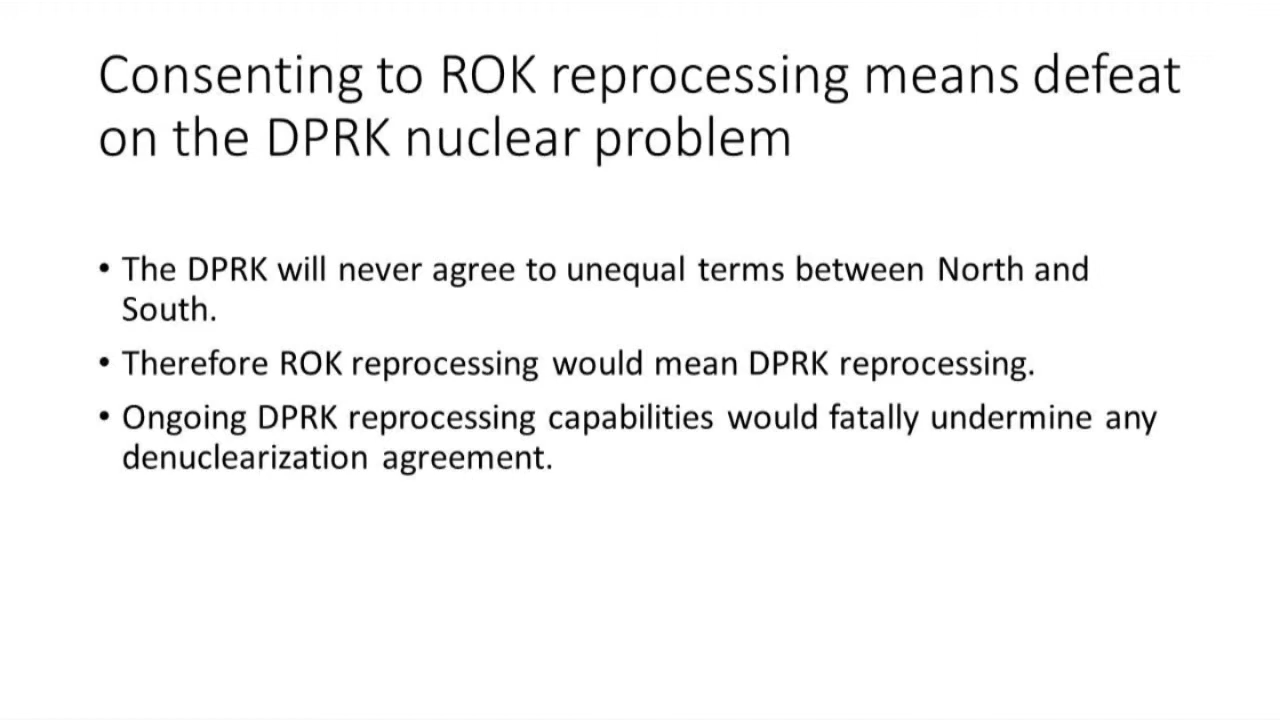 Consenting to ROK reprocessing means defeat
on the DPRK nuclear problem
• The DPRK will never agree to unequal terms between North and
South.
• Therefore ROK reprocessing would mean DPRK reprocessing.
• Ongoing DPRK reprocessing capabilities would fatally undermine any
denuclearization agreement.